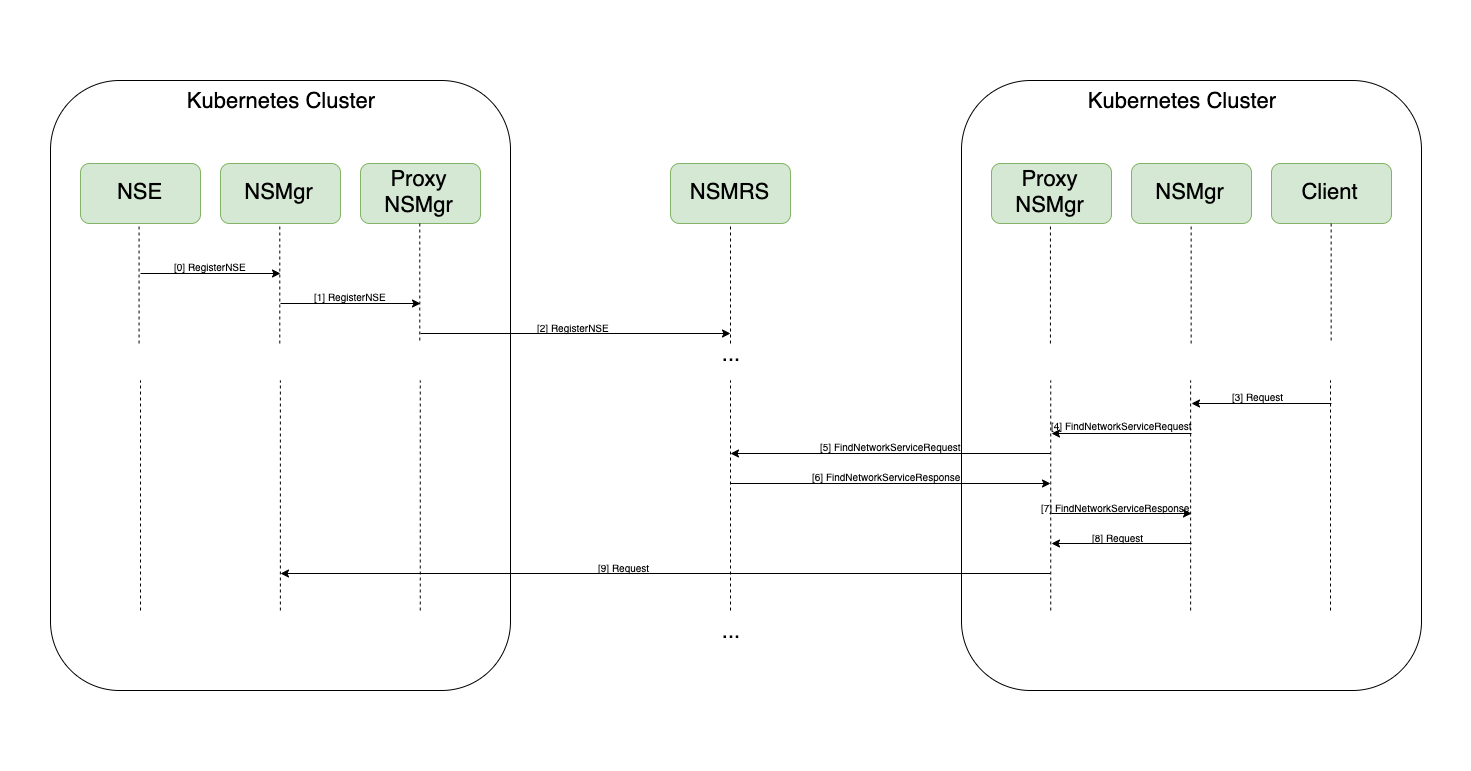 Kubernetes Cluster
Kubernetes Cluster
NSE
NSMgr
Proxy
NSMgr
NSMRS
Proxy
NSMgr
NSMgr
Client
[0] RegisterNSE
[1] RegisterNSE
[2] RegisterNSE
...
[3] Request
[4] FindNetworkServiceRequest
[5] FindNetworkServiceRequest
[6] FindNetworkServiceResponse
[7] FindNetworkServiceResponse
[8] Request
[9] Request
...